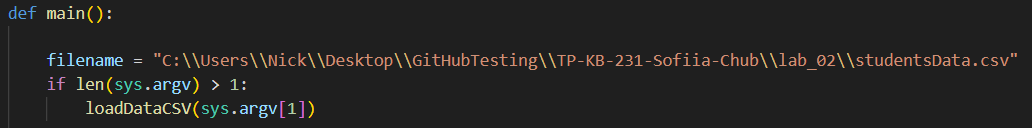 def main():
filename = "C:\\Users\\Nick\\Desktop\\GitHubTesting\\TP-KB-231-Sofiia-Chub\\lab_02\\studentsData.csv"
if len(sys.argv) > 1:
loadDataCSV(sys.argv[1])